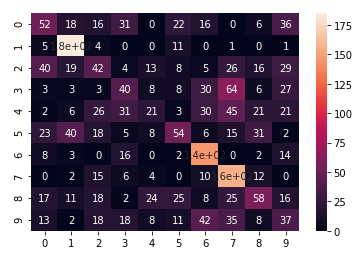 0 52 18 16 31 0 22 16 0 6 36
1 5 1.8e+02 4 0 0 11 0 1 0 1
2 40 19 42 4 13 8 5 26 16 29
3 3 3 3 40 8 8 30 64 6 27
4 2 6 26 31 21 3 30 45 21 21
5 23 40 18 5 8 54 6 15 31 2
6 8 3 0 16 0 2 1.4e+02 0 2 14
7 0 2 15 6 4 0 10 1.6e+02 12 0
8 17 11 18 2 24 25 8 25 58 16
9 13 2 18 18 8 11 42 35 8 37
0 1 2 3 4 5 6 7 8 9
175
150
125
100
75
50
25
0